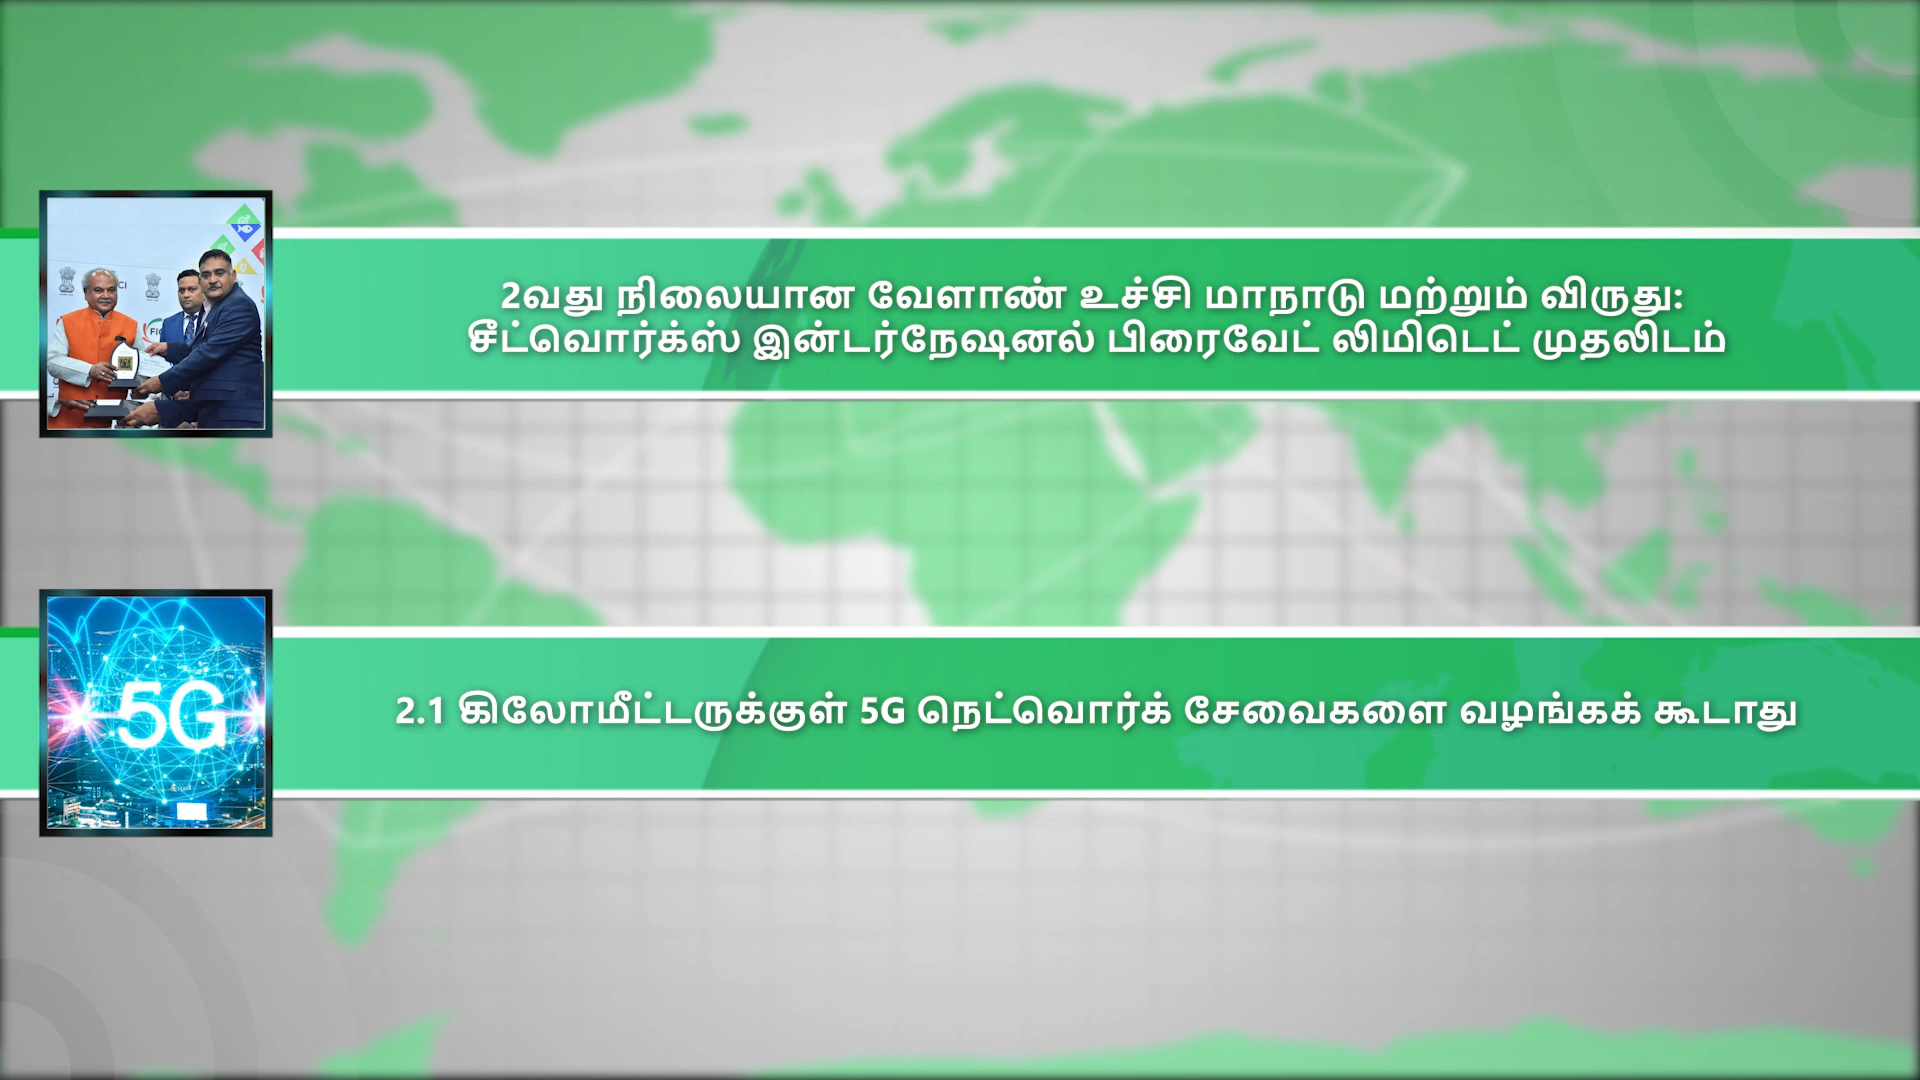 2வது நிலையான வேளாண் உச்சி மாநாடு மற்றும் விருது:
சீட்வொர்க்ஸ் இன்டர்நேஷனல் பிரைவேட் லிமிடெட் முதலிடம்
2.1 கிலோமீட்டருக்குள் 5G நெட்வொர்க் சேவைகளை வழங்கக் கூடாது
5G